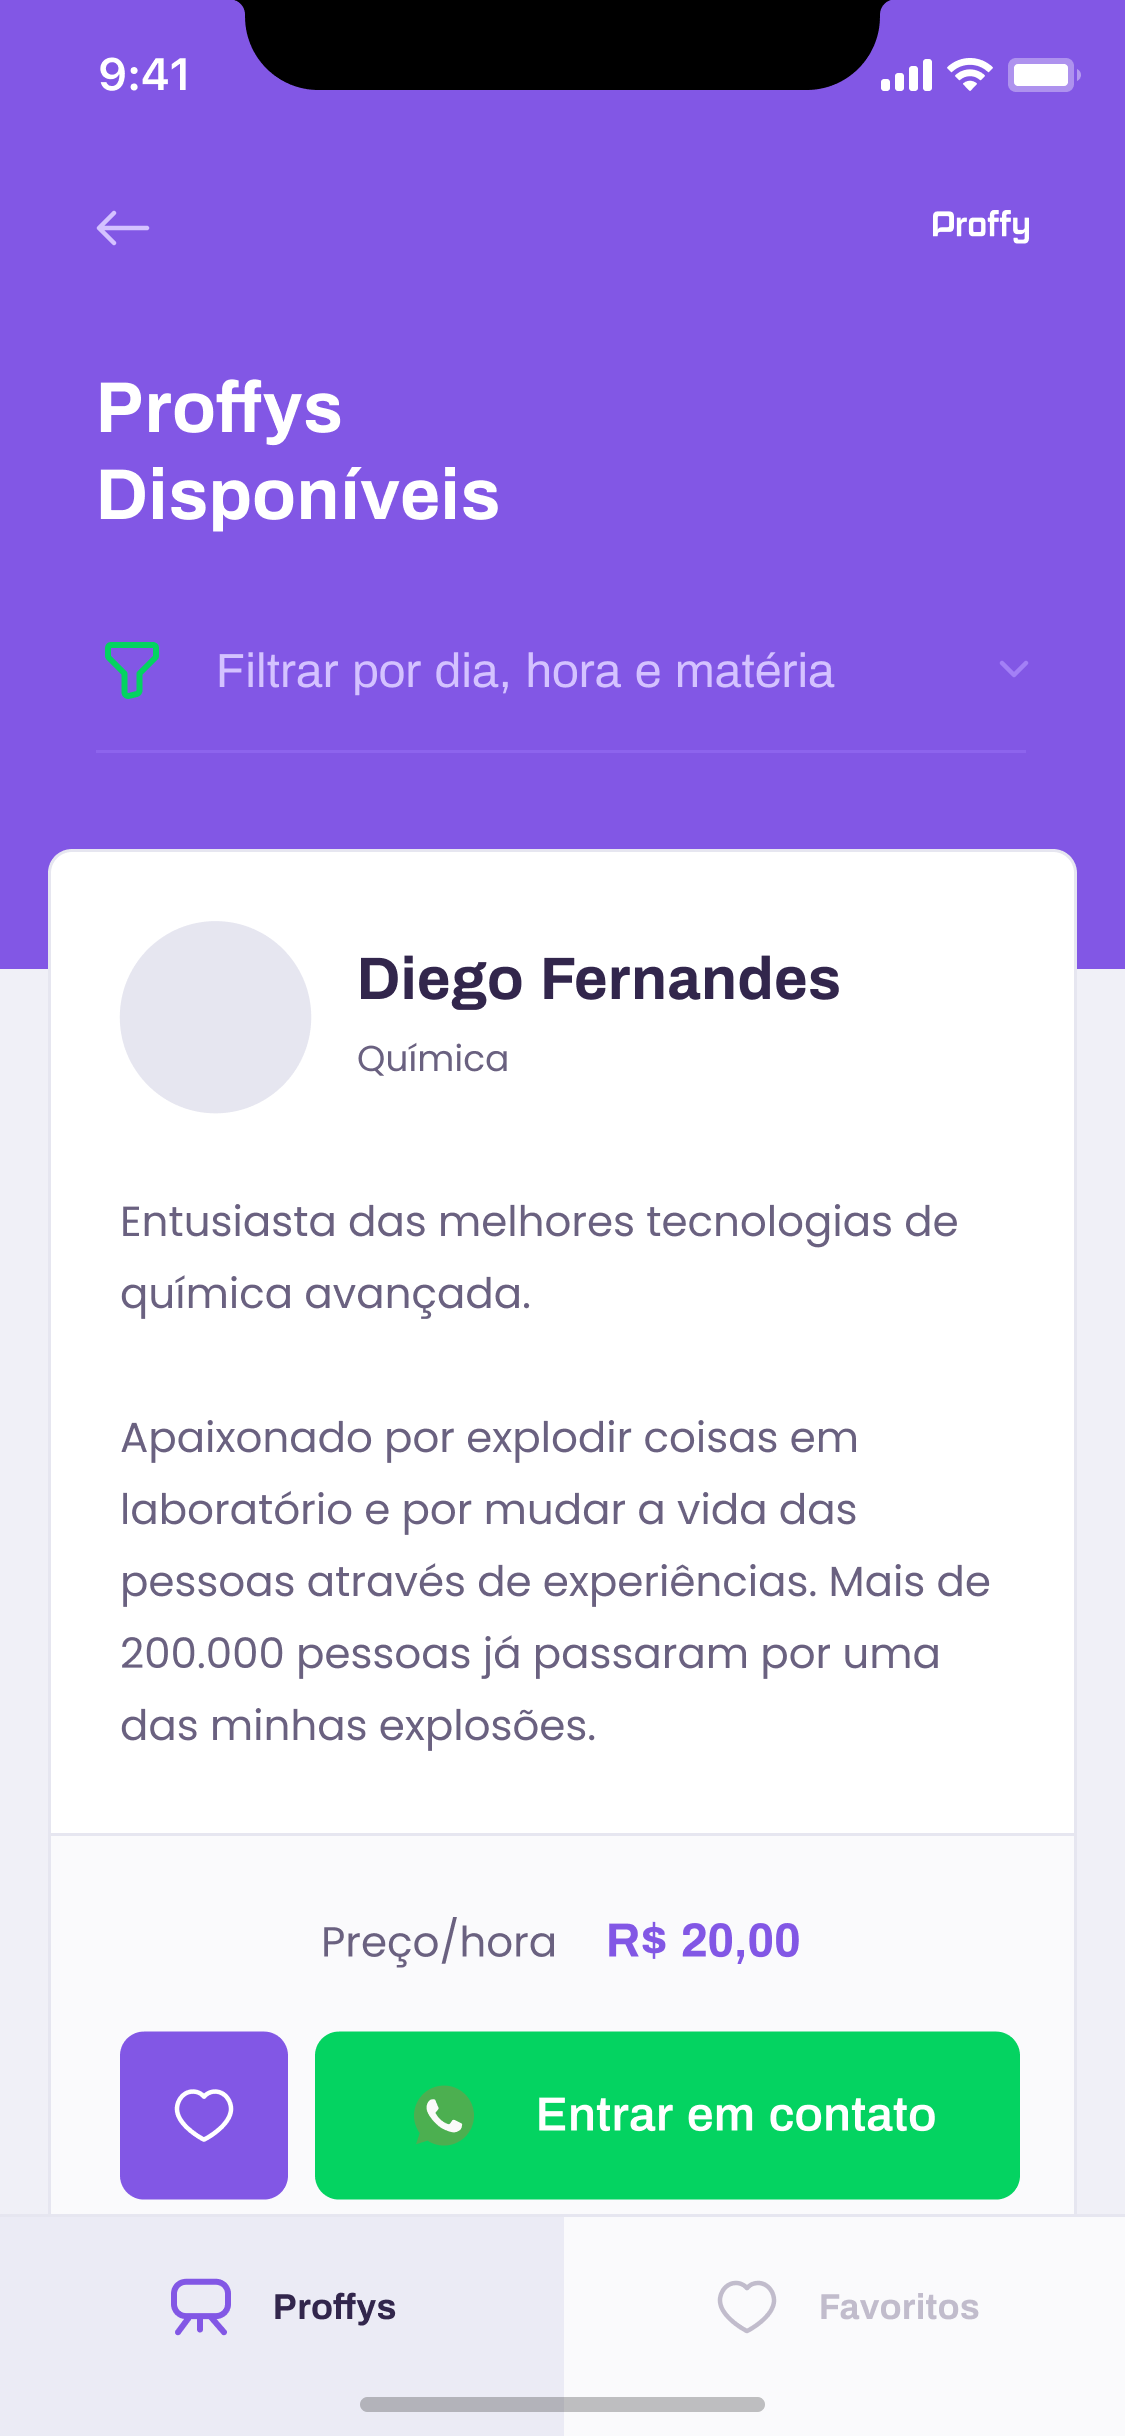 9:41
Proffy
Proffys
Disponíveis
Filtrar por dia, hora e matéria
Diego Fernandes
Química
Entusiasta das melhores tecnologias de
química avançada.
Apaixonado por explodir coisas em
laboratório e por mudar a vida das
pessoas através de experiências. Mais de
200.000 pessoas já passaram por uma
das minhas explosões.
Preço/hora R$ 20,00
Entrar em contato
Proffys Favoritos